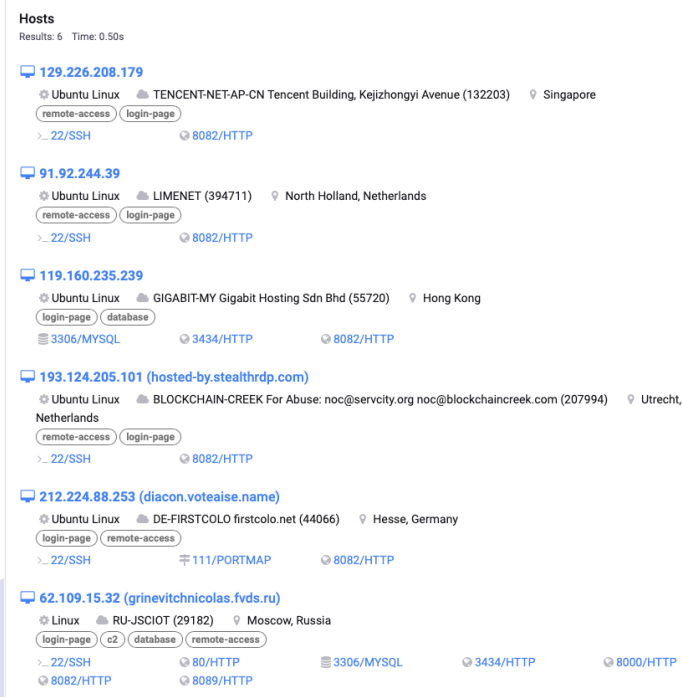 Hosts
Results: 6 Time: 0.50s
129.226.208.179
Ubuntu Linux TENCENT-NET-AP-CN Tencent Building, Kejizhongyi Avenue (132203) Singapore
remote-access login-page
>_ 22/SSH 8082/HTTP
91.92.244.39
Ubuntu Linux LIMENET (394711) North Holland, Netherlands
remote-access login-page
>_ 22/SSH 8082/HTTP
119.160.235.239
Ubuntu Linux GIGABIT-MY Gigabit Hosting Sdn Bhd (55720) Hong Kong
login-page database
3306/MYSQL 3434/HTTP 8082/HTTP
193.124.205.101 (hosted-by.stealthrdp.com)
Ubuntu Linux BLOCKCHAIN-CREEK For Abuse: noc@servcity.org noc@blockchaincreek.com (207994) Utrecht,
Netherlands
remote-access login-page
>_ 22/SSH 8082/HTTP
212.224.88.253 (diacon.voteaise.name)
Ubuntu Linux DE-FIRSTCOLO firstcolo.net (44066) Hesse, Germany
login-page remote-access
>_ 22/SSH 111/PORTMAP 8082/HTTP
62.109.15.32 (grinevitchnicolas.fvds.ru)
Linux RU-JSCIOT (29182) Moscow, Russia
login-page c2 database remote-access
>_ 22/SSH 80/HTTP 3306/MYSQL 3434/HTTP 8000/HTTP
8082/HTTP 8089/HTTP